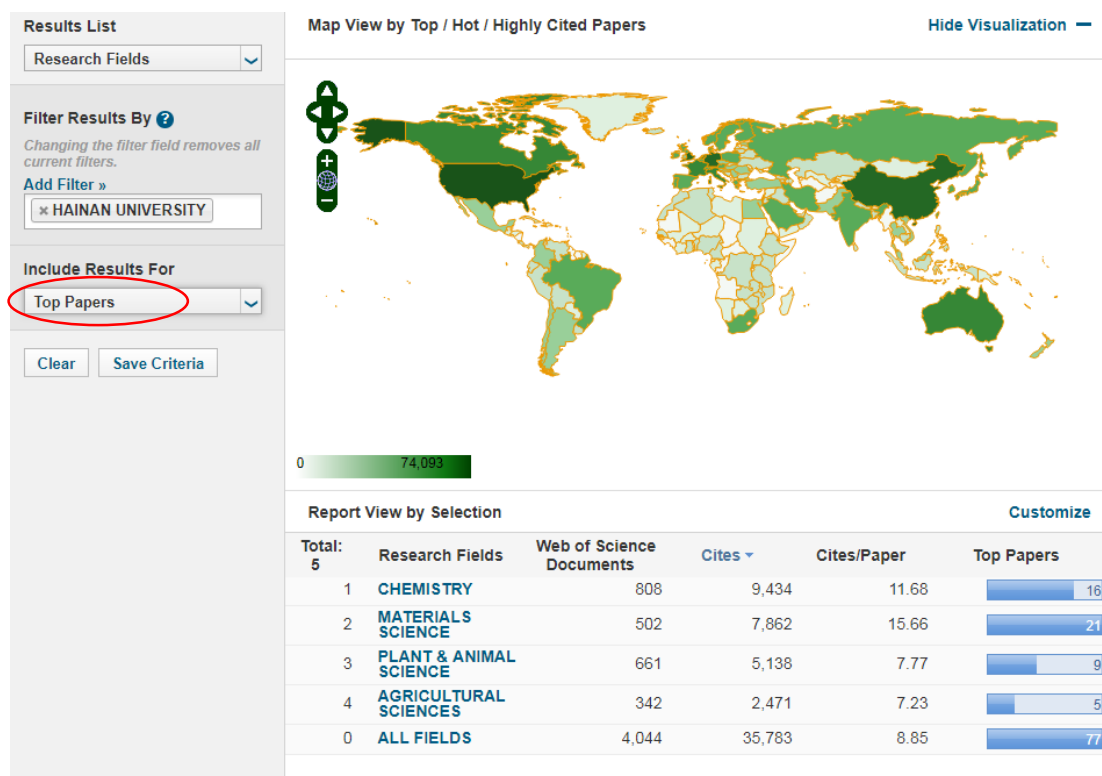 Results List
Research Fields
Filter Results By ?
Changing the filter field removes all
current filters.
Add Filter »
× HAINAN UNIVERSITY
Include Results For
Top Papers
Clear Save Criteria
Map View by Top / Hot / Highly Cited Papers Hide Visualization −
+
−
0 74,093
Report View by Selection Customize
Total: 5 Research Fields Web of Science Documents Cites Cites/Paper Top Papers
1 CHEMISTRY 808 9,434 11.68 16
2 MATERIALS SCIENCE 502 7,862 15.66 21
3 PLANT & ANIMAL SCIENCE 661 5,138 7.77 9
4 AGRICULTURAL SCIENCES 342 2,471 7.23 5
0 ALL FIELDS 4,044 35,783 8.85 77